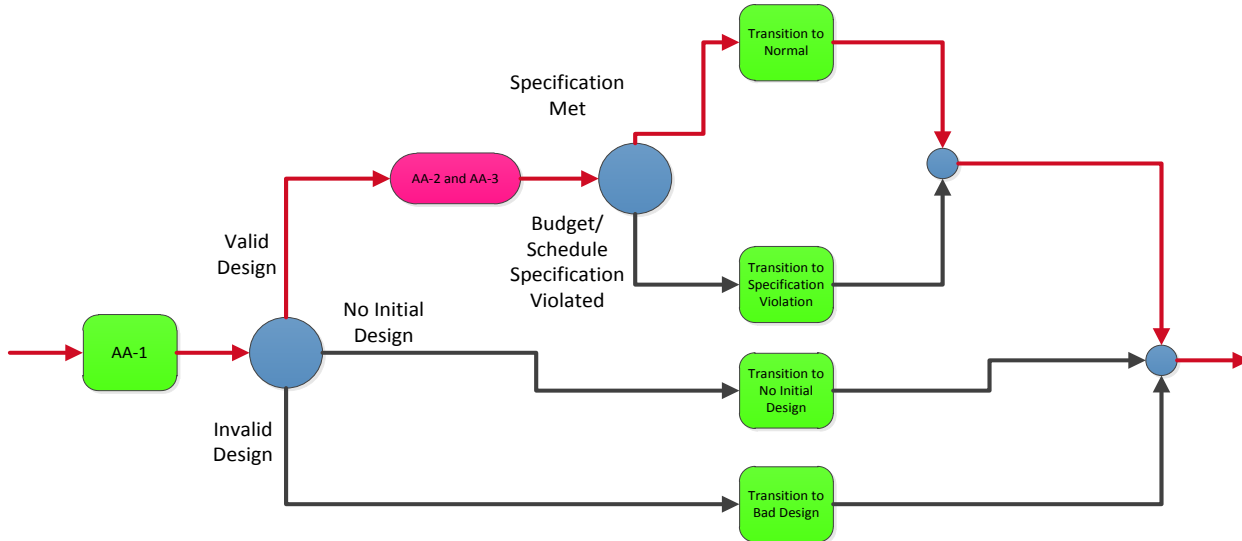 Transition to
Normal
Specification
Met
AA-2 and AA-3
Budget/
Schedule
Specification
Violated
Valid
Design
Transition to
Specification
Violation
No Initial
Design
AA-1
Transition to
No Initial
Design
Invalid
Design
Transition to
Bad Design